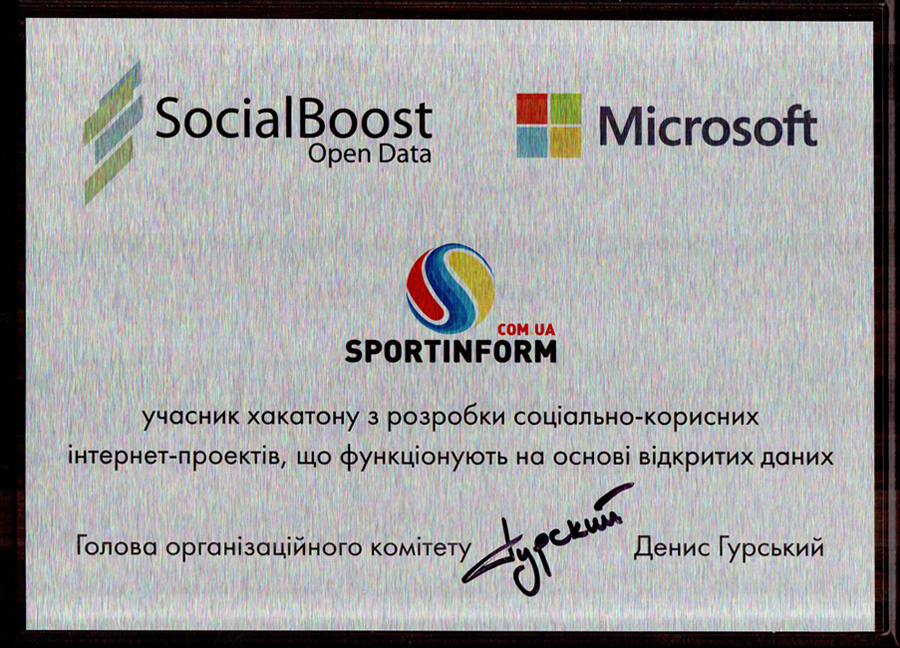 SocialBoost
Open Data
Microsoft
COM UA
SPORTINFORM
учасник хакатону з розробки соціально-корисних
інтернет-проектів, що функціонують на основі відкритих даних
Голова організаційного комітету Гурский Денис Гурський